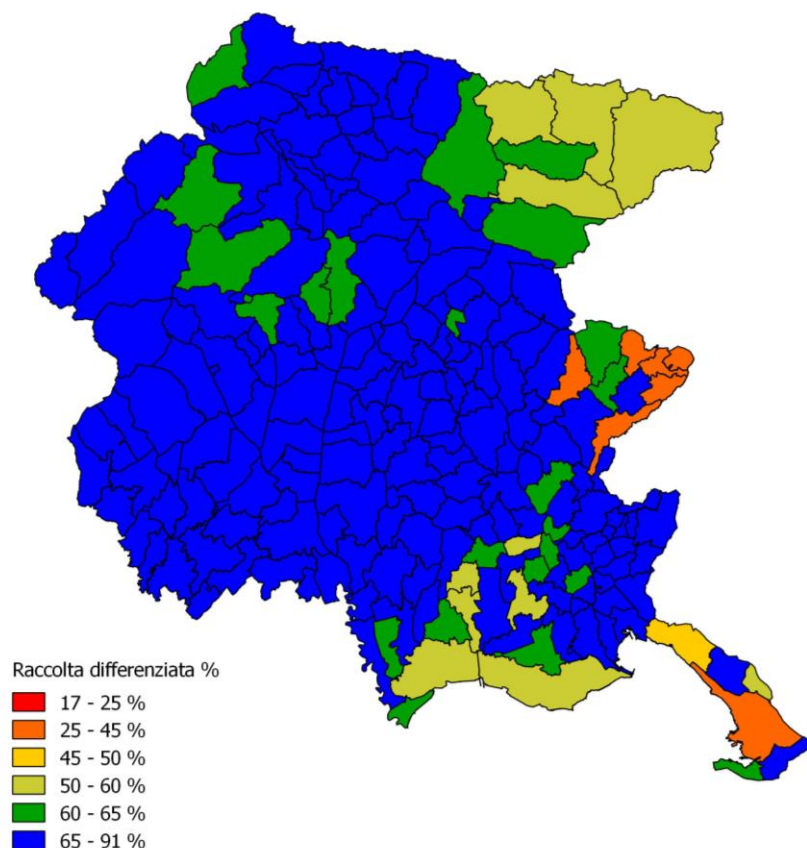 Raccolta differenziata %
17 - 25 %
25 - 45 %
45 - 50 %
50 - 60 %
60 - 65 %
65 - 91 %